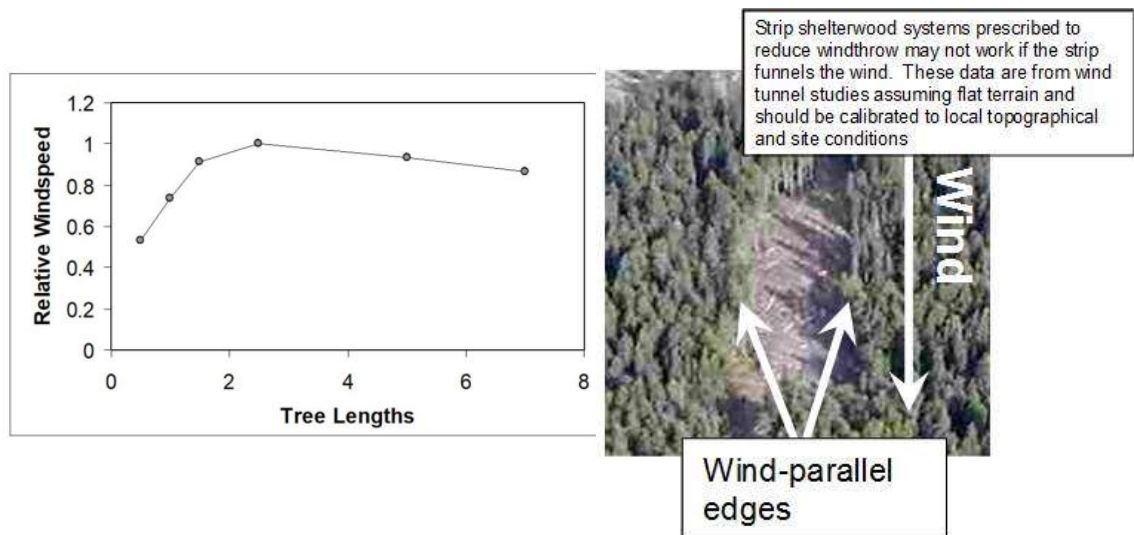 Strip shelterwood systems prescribed to
reduce windthrow may not work if the strip
funnels the wind.  These data are from wind
tunnel studies assuming flat terrain and
should be calibrated to local topographical
and site conditions
1.2
1
0.8
0.6
0.4
0.2
0
Relative Windspeed
0 2 4 6 8
Tree Lengths
Wind
Wind-parallel
edges